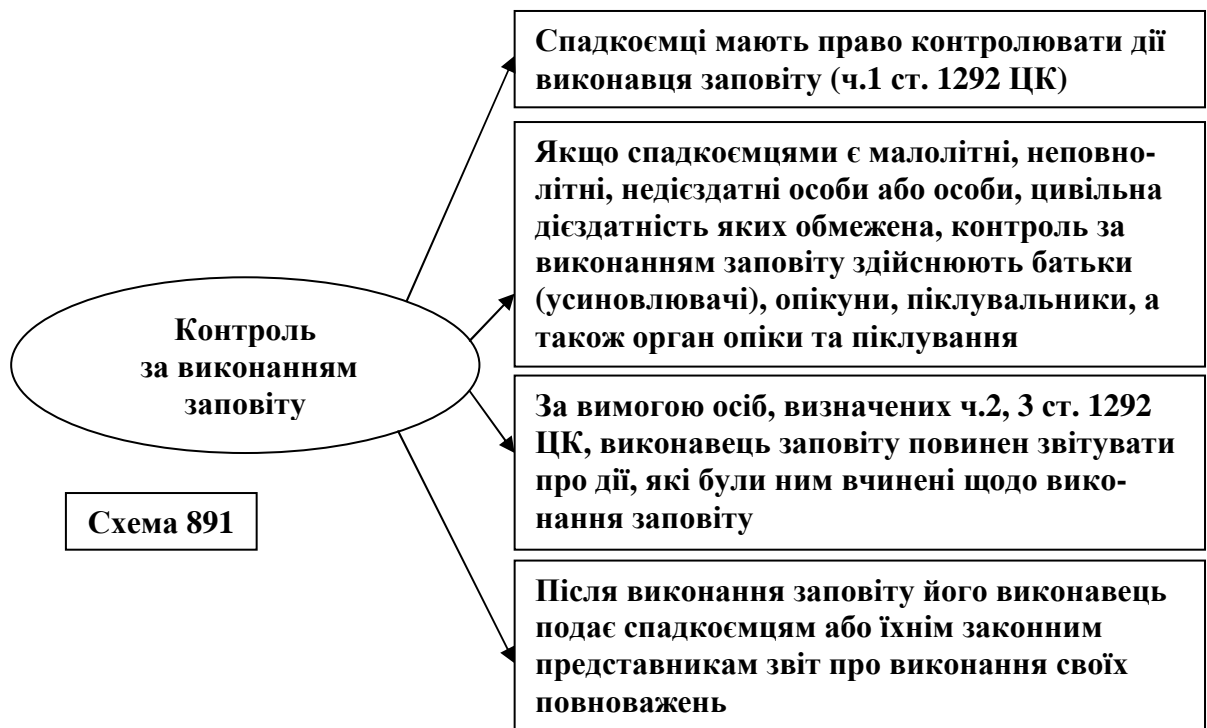 Спадкоємці мають право контролювати дії
виконавця заповіту (ч.1 ст. 1292 ЦК)
Якщо спадкоємцями є малолітні, неповно-
літні, недієздатні особи або особи, цивільна
дієздатність яких обмежена, контроль за
виконанням заповіту здійснюють батьки
(усиновлювачі), опікуни, піклувальники, а
також орган опіки та піклування
Контроль
за виконанням
заповіту
За вимогою осіб, визначених ч.2, 3 ст. 1292
ЦК, виконавець заповіту повинен звітувати
про дії, які були ним вчинені щодо вико-
нання заповіту
Схема 891
Після виконання заповіту його виконавець
подає спадкоємцям або їхнім законним
представникам звіт про виконання своїх
повноважень